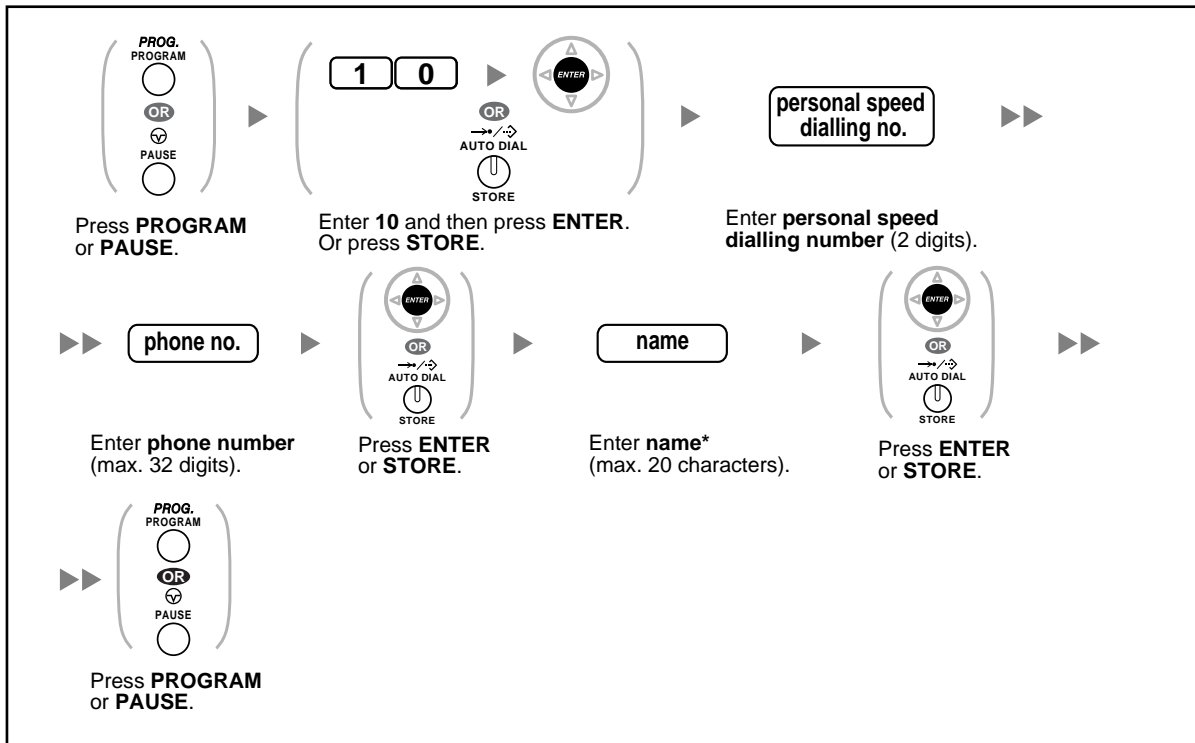 PROG.
PROGRAM
OR
PAUSE
Press PROGRAM
or PAUSE.
1 0
ENTER
OR
AUTO DIAL
STORE
Enter 10 and then press ENTER.
Or press STORE.
personal speed
dialling no.
Enter personal speed
dialling number (2 digits).
phone no.
Enter phone number
(max. 32 digits).
ENTER
OR
AUTO DIAL
STORE
Press ENTER
or STORE.
name
Enter name*
(max. 20 characters).
ENTER
OR
AUTO DIAL
STORE
Press ENTER
or STORE.
PROG.
PROGRAM
OR
PAUSE
Press PROGRAM
or PAUSE.